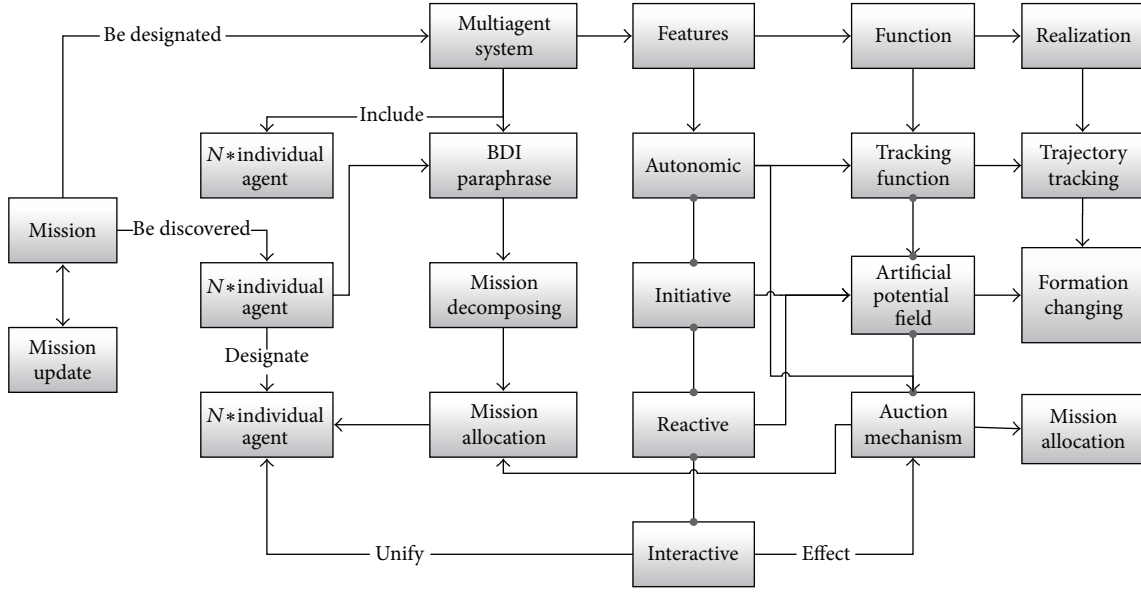 Be designated
Multiagent
system
Features
Function
Realization
Include
N*individual
agent
BDI
paraphrase
Autonomic
Tracking
function
Trajectory
tracking
Mission
Be discovered
N*individual
agent
Mission
decomposing
Initiative
Artificial
potential
field
Formation
changing
Mission
update
Designate
N*individual
agent
Mission
allocation
Reactive
Auction
mechanism
Mission
allocation
Unify
Interactive
Effect